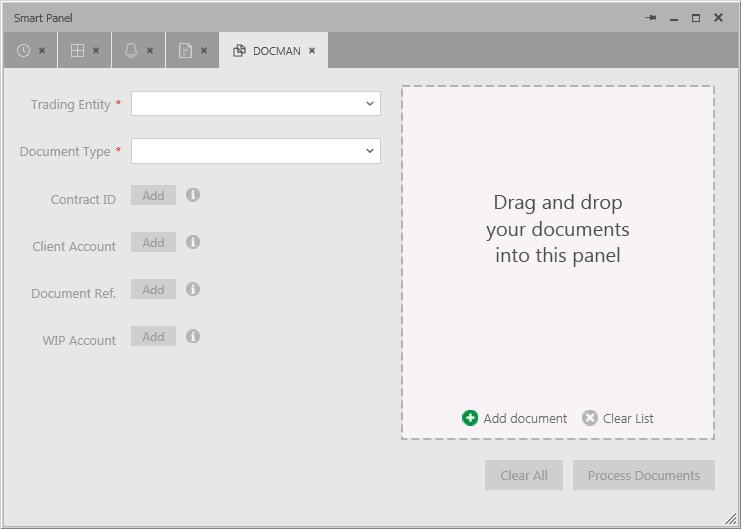 Smart Panel
DOCMAN
Trading Entity *
Document Type *
Contract ID Add
Client Account Add
Document Ref. Add
WIP Account Add
Drag and drop
your documents
into this panel
Add document Clear List
Clear All Process Documents